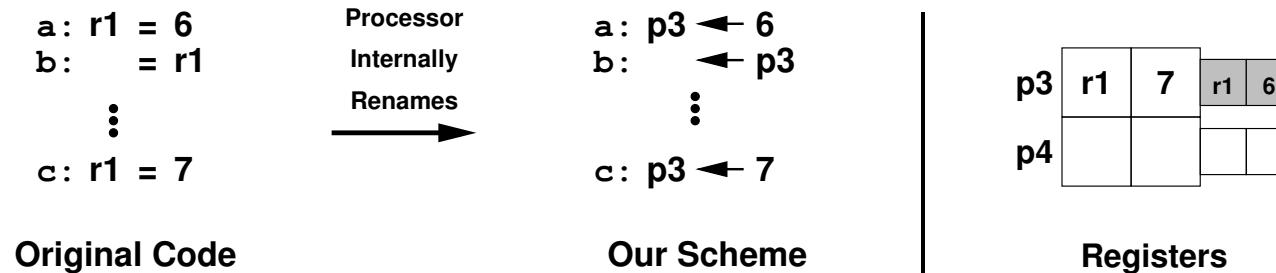 a: r1 = 6
b: = r1
c: r1 = 7
Original Code
Processor
Internally
Renames
a: p3 ← 6
b: ← p3
c: p3 ← 7
Our Scheme
p3 r1 7 r1 6
p4
Registers